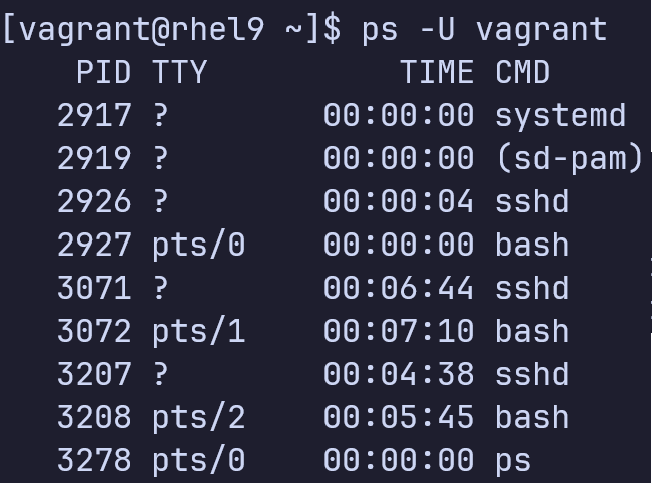 [vagrant@rhel9 ~]$ ps -U vagrant
    PID TTY          TIME CMD
   2917 ?        00:00:00 systemd
   2919 ?        00:00:00 (sd-pam)
   2926 ?        00:00:04 sshd
   2927 pts/0    00:00:00 bash
   3071 ?        00:06:44 sshd
   3072 pts/1    00:07:10 bash
   3207 ?        00:04:38 sshd
   3208 pts/2    00:05:45 bash
   3278 pts/0    00:00:00 ps